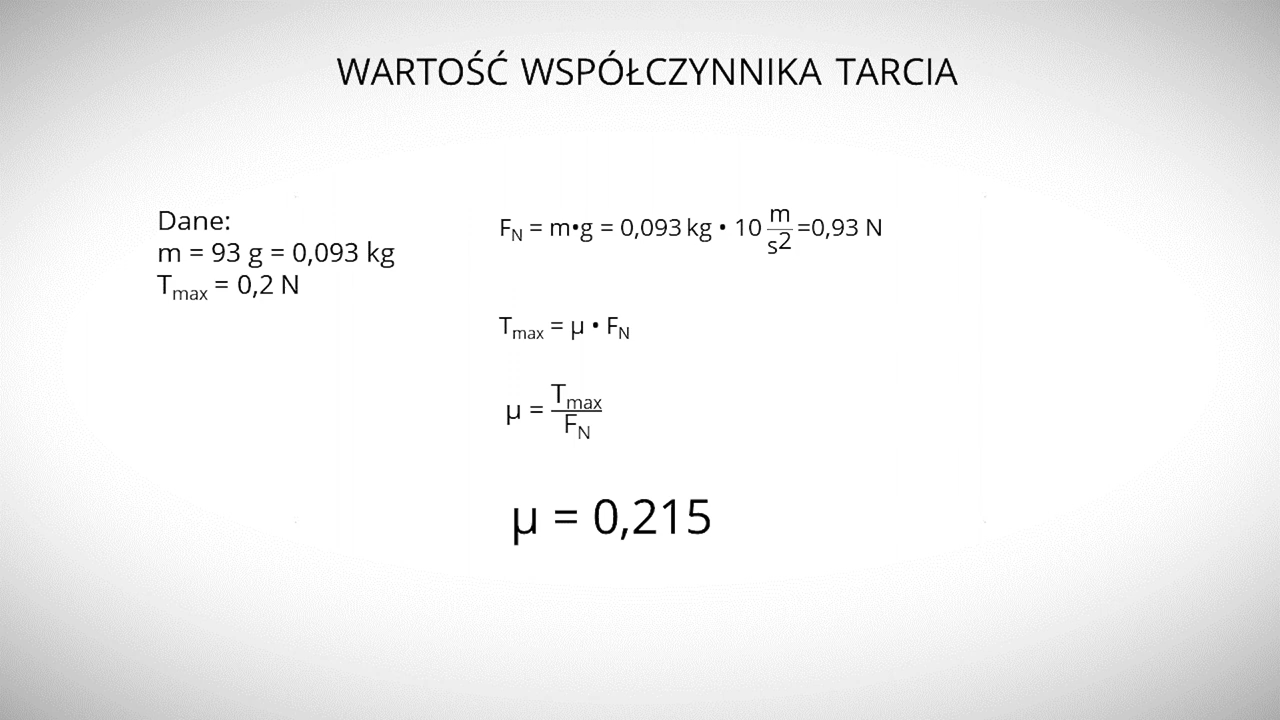 WARTOŚĆ WSPÓŁCZYNNIKA TARCIA
Dane:
m = 93 g = 0,093 kg
Tmax = 0,2 N
FN = m•g = 0,093 kg • 10 m/s2 =0,93 N
Tmax = µ • FN
µ = Tmax/FN
µ = 0,215